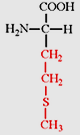 COOH
H₂N-C-H
CH₂
CH₂
S
CH₃